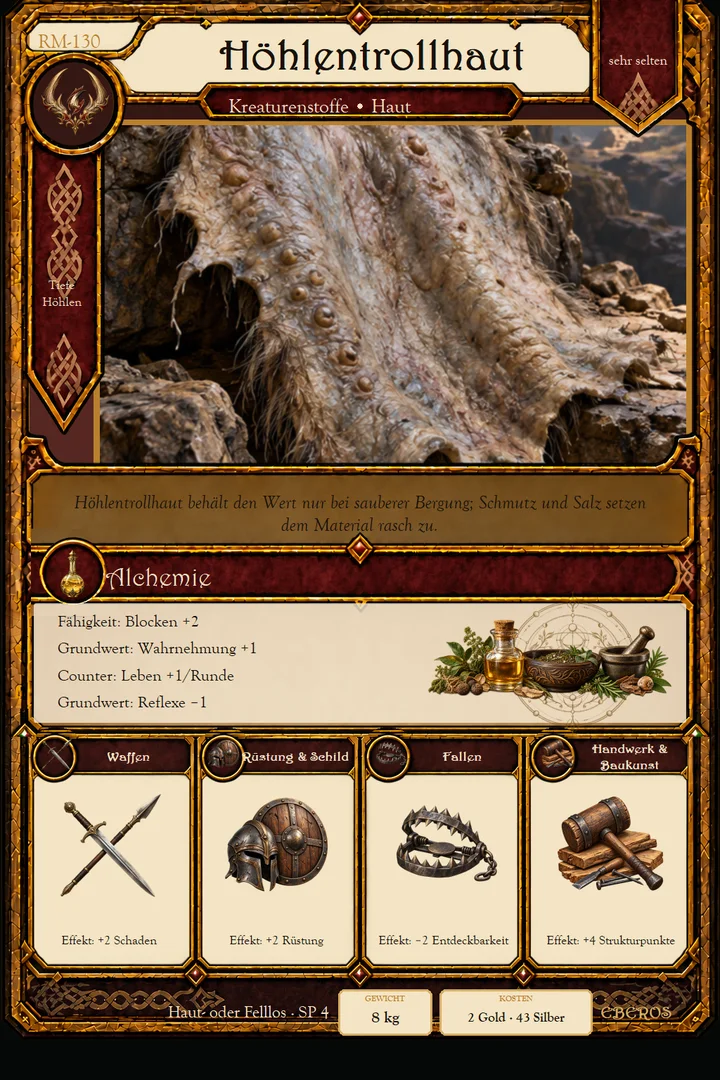 RM-130
Höhlentrollhaut
sehr selten
Kreaturenstoffe • Haut
Tiefe
Höhlen
Höhlentrollhaut behält den Wert nur bei sauberer Bergung; Schmutz und Salz setzen
dem Material rasch zu.
Alchemie
Fähigkeit: Blocken +2
Grundwert: Wahrnehmung +1
Counter: Leben +1/Runde
Grundwert: Reflexe −1
Waffen
Rüstung & Schild
Fallen
Handwerk &
Baukunst
Effekt: +2 Schaden
Effekt: +2 Rüstung
Effekt: −2 Entdeckbarkeit
Effekt: +4 Strukturpunkte
Haut- oder Felllos · SP 4
GEWICHT
8 kg
KOSTEN
2 Gold · 43 Silber
EBEROS